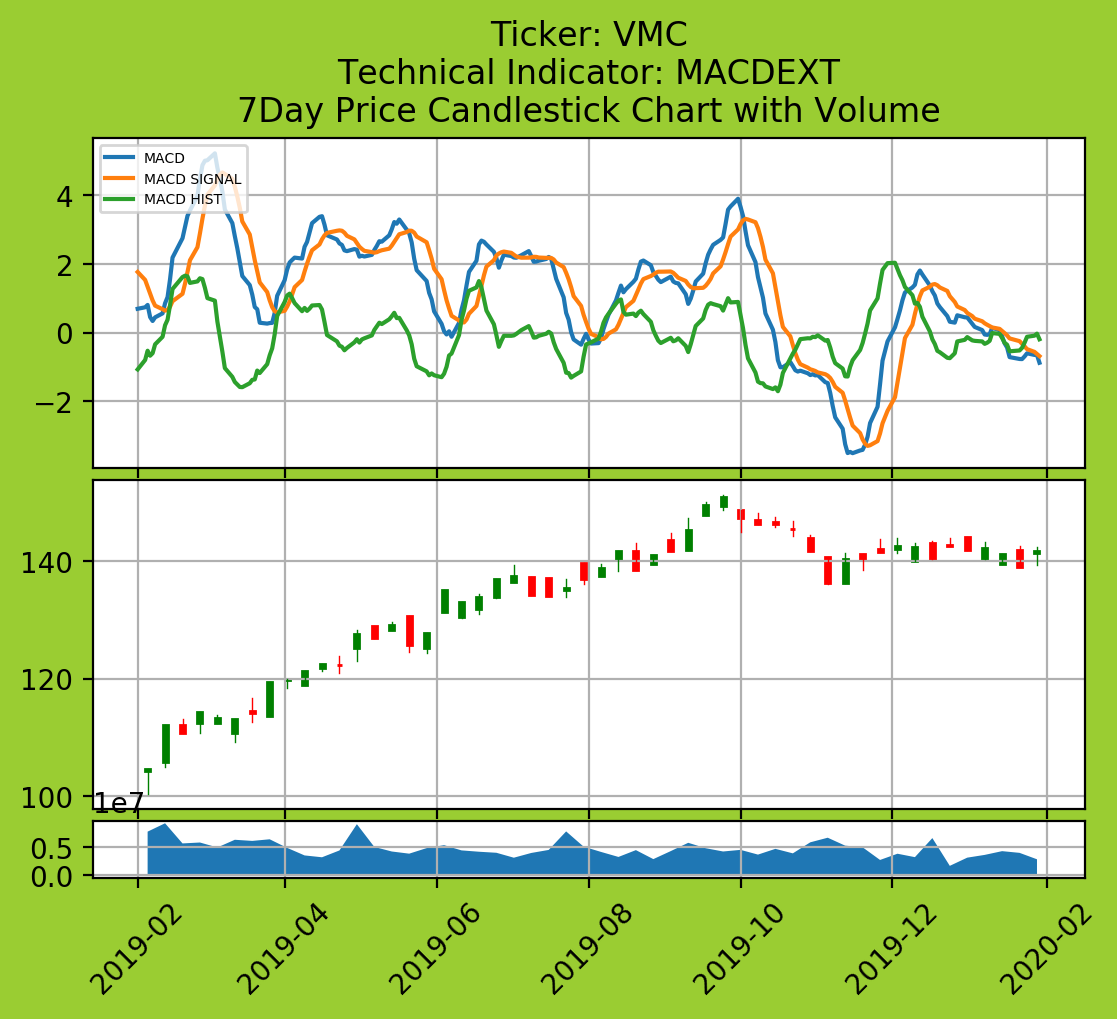 Ticker: VMC
Technical Indicator: MACDEXT
7Day Price Candlestick Chart with Volume
MACD
MACD SIGNAL
MACD HIST
4
2
0
−2
140
120
100
1e7
0.5
0.0
2019-02
2019-04
2019-06
2019-08
2019-10
2019-12
2020-02